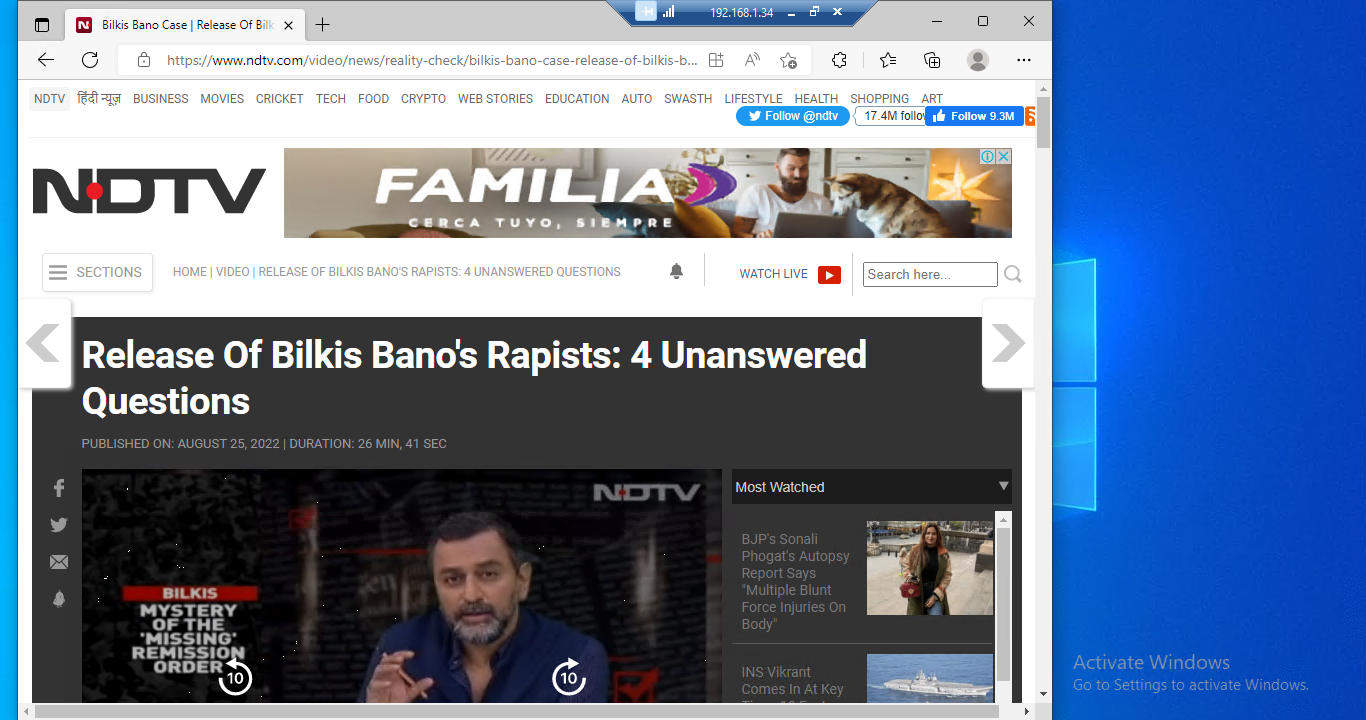 Bilkis Bano Case | Release Of Bilk
192.168.1.34
https://www.ndtv.com/video/news/reality-check/bilkis-bano-case-release-of-bilkis-b...
NDTV हिंदी न्यूज़ BUSINESS MOVIES CRICKET TECH FOOD CRYPTO WEB STORIES EDUCATION AUTO SWASTH LIFESTYLE HEALTH SHOPPING ART
Follow @ndtv 17.4M follow Follow 9.3M
NDTV
FAMILIA
CERCA TUYO, SIEMPRE
SECTIONS
HOME | VIDEO | RELEASE OF BILKIS BANO'S RAPISTS: 4 UNANSWERED QUESTIONS
WATCH LIVE
Search here...
Release Of Bilkis Bano's Rapists: 4 Unanswered
Questions
PUBLISHED ON: AUGUST 25, 2022 | DURATION: 26 MIN, 41 SEC
NDTV
BILKIS
MYSTERY
OF THE
'MISSING'
REMISSION
ORDER
10
10
Most Watched
BJP's Sonali
Phogat's Autopsy
Report Says
"Multiple Blunt
Force Injuries On
Body"
INS Vikrant
Comes In At Key
Activate Windows
Go to Settings to activate Windows.